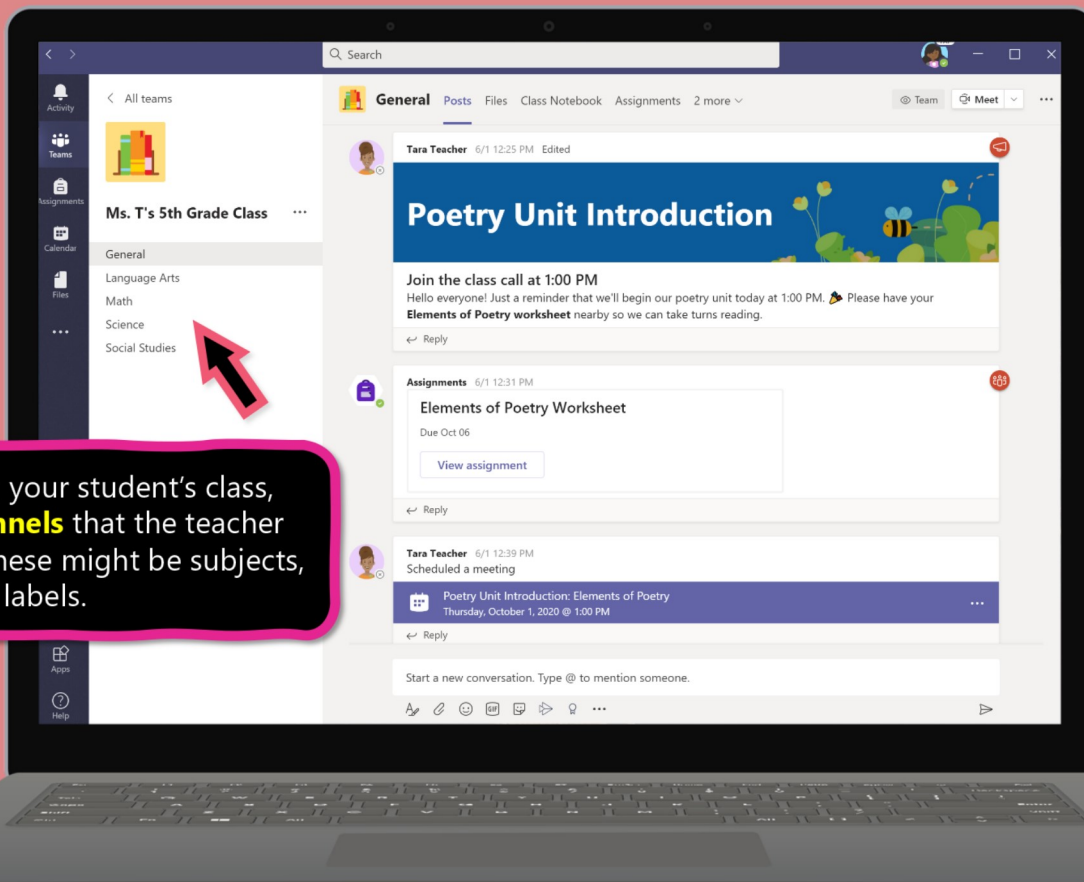 Search
Activity
Teams
Assignments
Calendar
Files
Apps
Help
All teams
Ms. T's 5th Grade Class
General
Language Arts
Math
Science
Social Studies
General Posts Files Class Notebook Assignments 2 more
Team
Meet
Tara Teacher 6/1 12:25 PM Edited
Poetry Unit Introduction
Join the class call at 1:00 PM
Hello everyone! Just a reminder that we'll begin our poetry unit today at 1:00 PM. 🎉 Please have your
Elements of Poetry worksheet nearby so we can take turns reading.
Reply
Assignments 6/1 12:31 PM
Elements of Poetry Worksheet
Due Oct 06
View assignment
Reply
Tara Teacher 6/1 12:39 PM
Scheduled a meeting
Poetry Unit Introduction: Elements of Poetry
Thursday, October 1, 2020 @ 1:00 PM
Reply
Start a new conversation. Type @ to mention someone.
GIF
your student's class,
that the teacher
might be subjects,
labels.